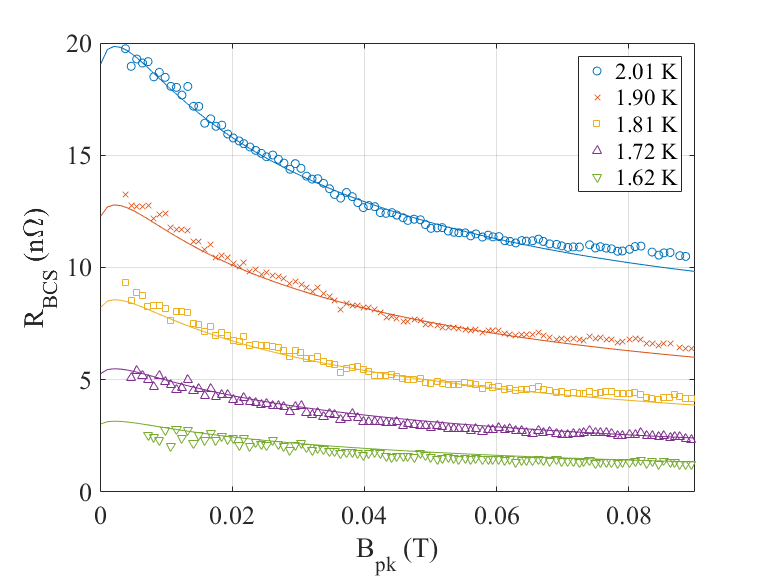 20
15
10
5
0
0
0.02
0.04
0.06
0.08
R_BCS (nΩ)
B_pk (T)
2.01 K
1.90 K
1.81 K
1.72 K
1.62 K